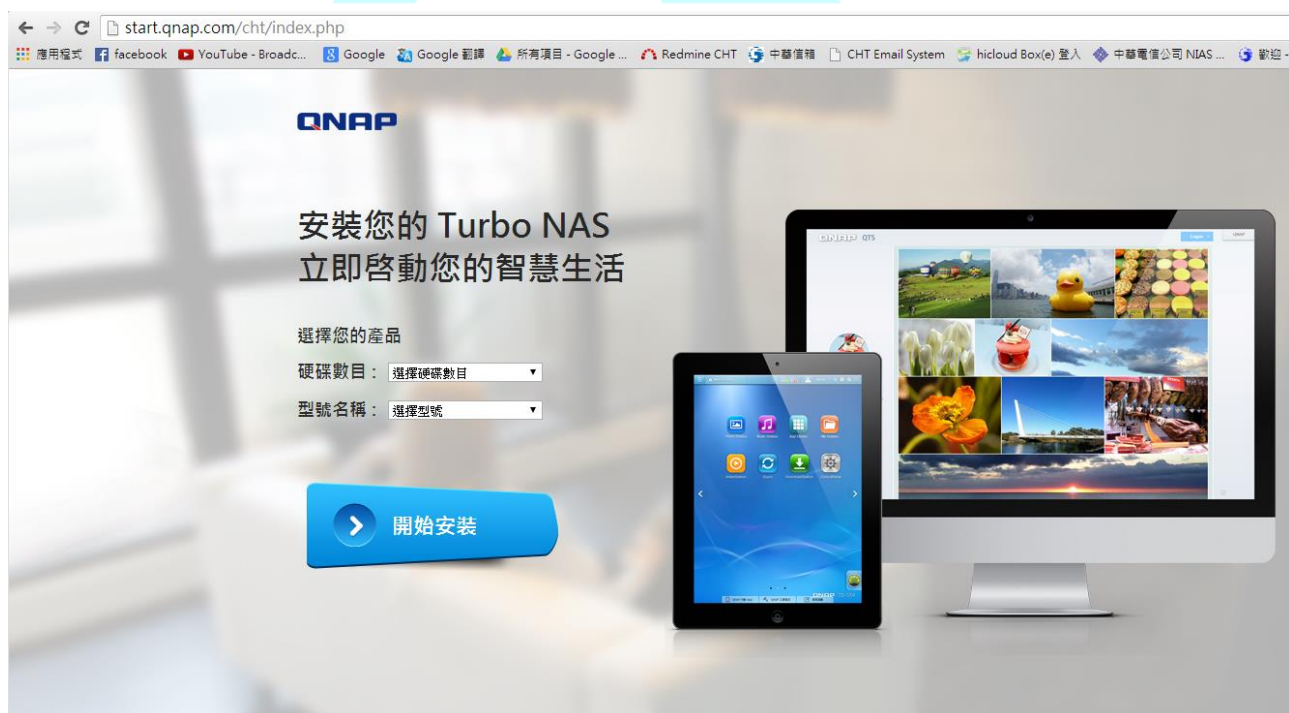 start.qnap.com/cht/index.php
應用程式 facebook YouTube - Broadc... Google Google 翻譯 所有項目 - Google ... Redmine CHT 中華信箱 CHT Email System hicloud Box(e) 登入 中華電信公司 NIAS ... 歡迎 -
QNAP
安裝您的 Turbo NAS
立即啓動您的智慧生活
選擇您的產品
硬碟數目： 選擇硬碟數目
型號名稱： 選擇型號
開始安裝
QNAP QTS
Login
QNAP